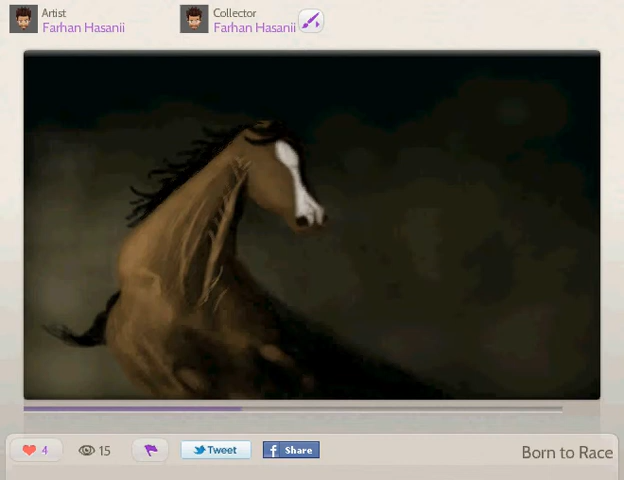 Artist
Farhan Hasanii
Collector
Farhan Hasanii
4
15
Tweet
f Share
Born to Race